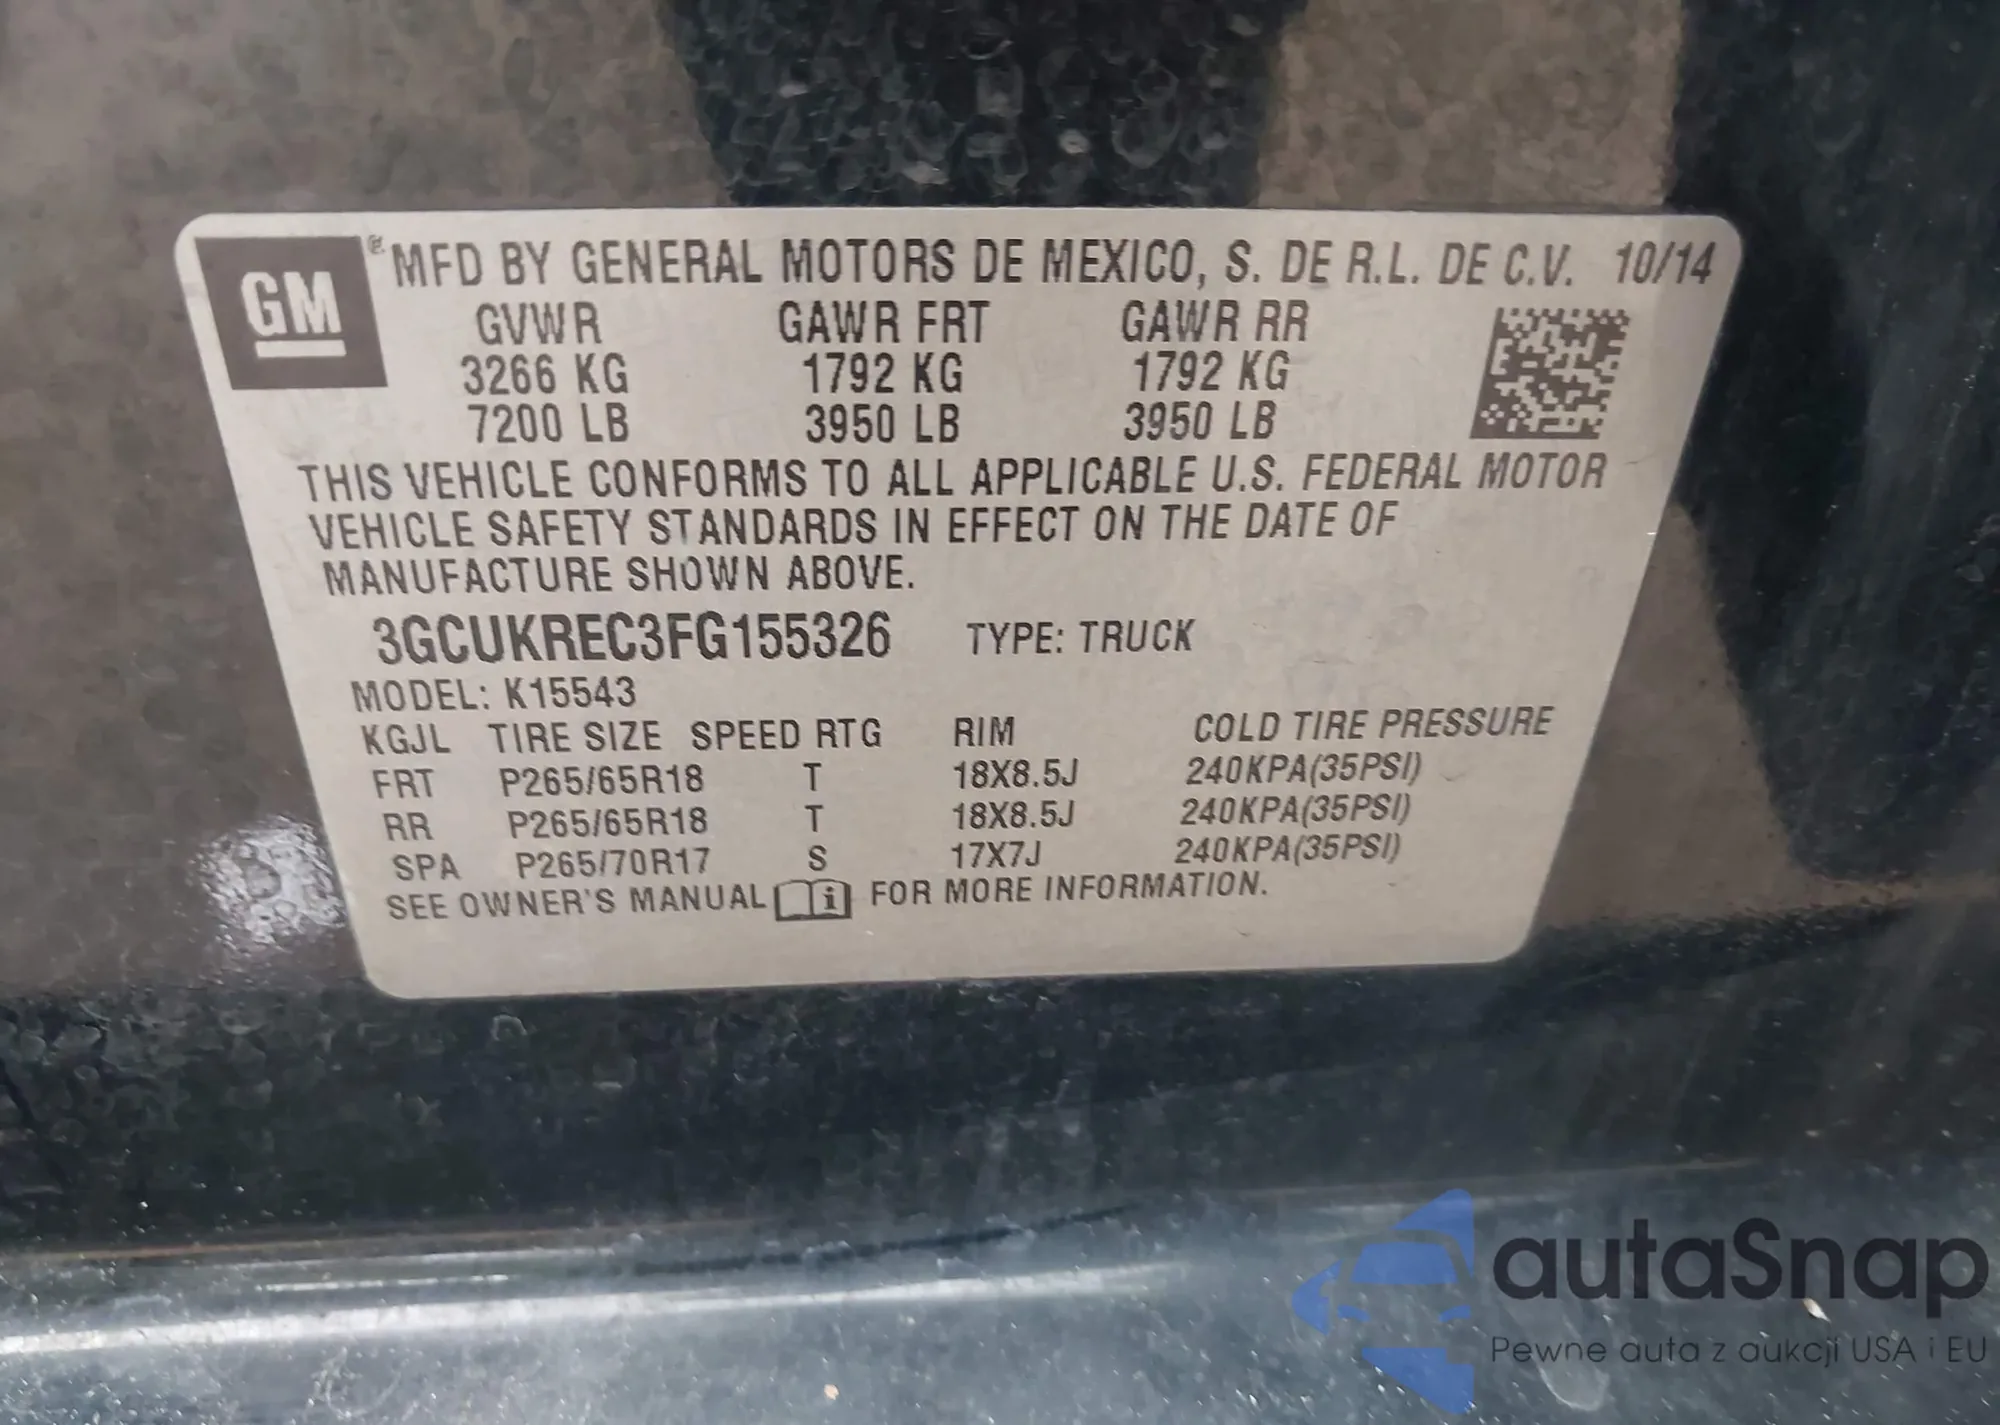 GM ® MFD BY GENERAL MOTORS DE MEXICO, S. DE R.L. DE C.V. 10/14
GVWR GAWR FRT GAWR RR
3266 KG 1792 KG 1792 KG
7200 LB 3950 LB 3950 LB
THIS VEHICLE CONFORMS TO ALL APPLICABLE U.S. FEDERAL MOTOR
VEHICLE SAFETY STANDARDS IN EFFECT ON THE DATE OF
MANUFACTURE SHOWN ABOVE.
3GCUKREC3FG155326 TYPE: TRUCK
MODEL: K15543
KGJL TIRE SIZE SPEED RTG RIM COLD TIRE PRESSURE
FRT P265/65R18 T 18X8.5J 240KPA(35PSI)
RR P265/65R18 T 18X8.5J 240KPA(35PSI)
SPA P265/70R17 S 17X7J 240KPA(35PSI)
SEE OWNER'S MANUAL i FOR MORE INFORMATION.
autaSnap
Pewne auta z aukcji USA i EU